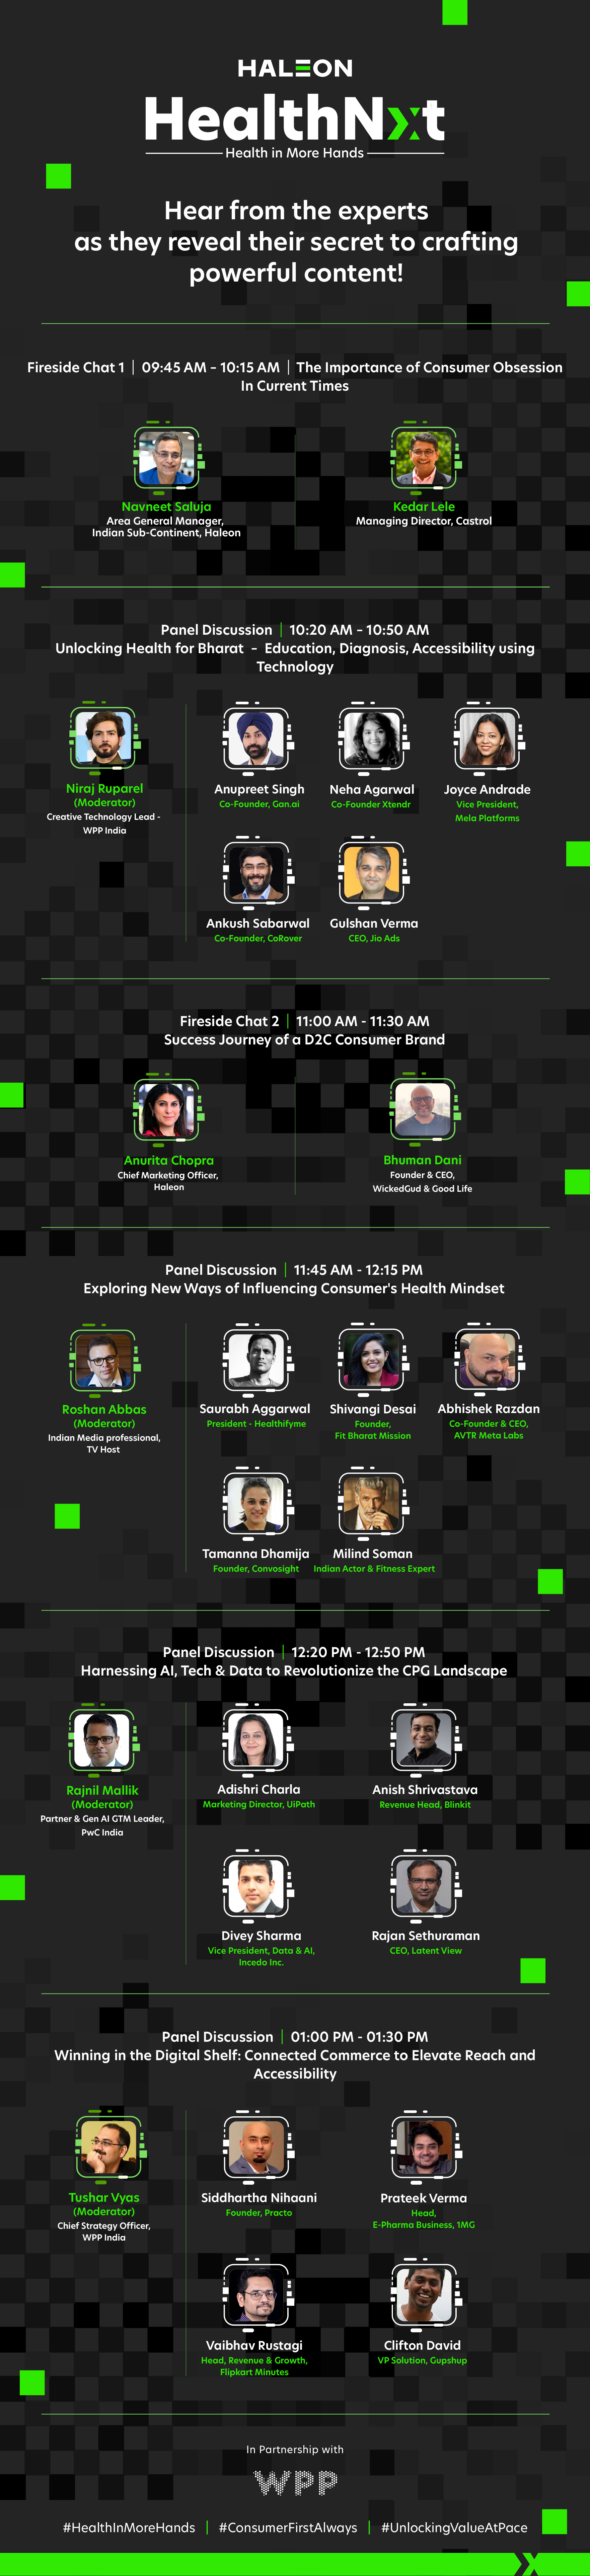 HALEON
HealthNxt
Health in More Hands
Hear from the experts
as they reveal their secret to crafting
powerful content!
Fireside Chat 1 | 09:45 AM – 10:15 AM | The Importance of Consumer Obsession
In Current Times
Navneet Saluja
Area General Manager,
Indian Sub-Continent, Haleon
Kedar Lele
Managing Director, Castrol
Panel Discussion | 10:20 AM – 10:50 AM
Unlocking Health for Bharat – Education, Diagnosis, Accessibility using
Technology
Niraj Ruparel
(Moderator)
Creative Technology Lead -
WPP India
Anupreet Singh
Co-Founder, Gan.ai
Neha Agarwal
Co-Founder Xtendr
Joyce Andrade
Vice President,
Mela Platforms
Ankush Sabarwal
Co-Founder, CoRover
Gulshan Verma
CEO, Jio Ads
Fireside Chat 2 | 11:00 AM - 11:30 AM
Success Journey of a D2C Consumer Brand
Anurita Chopra
Chief Marketing Officer,
Haleon
Bhuman Dani
Founder & CEO,
WickedGud & Good Life
Panel Discussion | 11:45 AM - 12:15 PM
Exploring New Ways of Influencing Consumer's Health Mindset
Roshan Abbas
(Moderator)
Indian Media professional,
TV Host
Saurabh Aggarwal
President - Healthifyme
Shivangi Desai
Founder,
Fit Bharat Mission
Abhishek Razdan
Co-Founder & CEO,
AVTR Meta Labs
Tamanna Dhamija
Founder, Convosight
Milind Soman
Indian Actor & Fitness Expert
Panel Discussion | 12:20 PM - 12:50 PM
Harnessing AI, Tech & Data to Revolutionize the CPG Landscape
Rajnil Mallik
(Moderator)
Partner & Gen AI GTM Leader,
PwC India
Adishri Charla
Marketing Director, UiPath
Anish Shrivastava
Revenue Head, Blinkit
Divey Sharma
Vice President, Data & AI,
Incedo Inc.
Rajan Sethuraman
CEO, Latent View
Panel Discussion | 01:00 PM - 01:30 PM
Winning in the Digital Shelf: Connected Commerce to Elevate Reach and
Accessibility
Tushar Vyas
(Moderator)
Chief Strategy Officer,
WPP India
Siddhartha Nihaani
Founder, Practo
Prateek Verma
Head,
E-Pharma Business, 1MG
Vaibhav Rustagi
Head, Revenue & Growth,
Flipkart Minutes
Clifton David
VP Solution, Gupshup
In Partnership with
WPP
#HealthInMoreHands | #ConsumerFirstAlways | #UnlockingValueAtPace